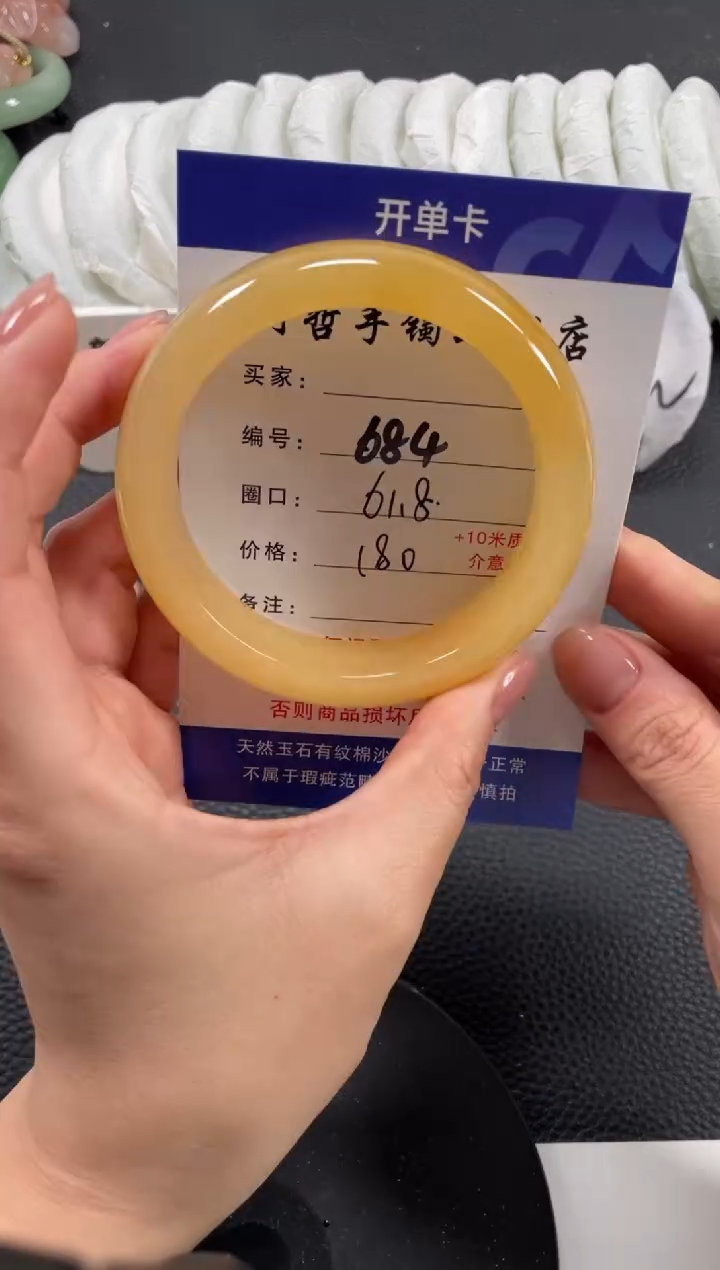 开单卡
哲手镯
店
买家：
编号： 684
圈口： 61.8
价格： 180
+10米质
介意
备注：
否则商品损坏
天然玉石有纹棉沙
正常
不属于瑕疵范畴
慎拍